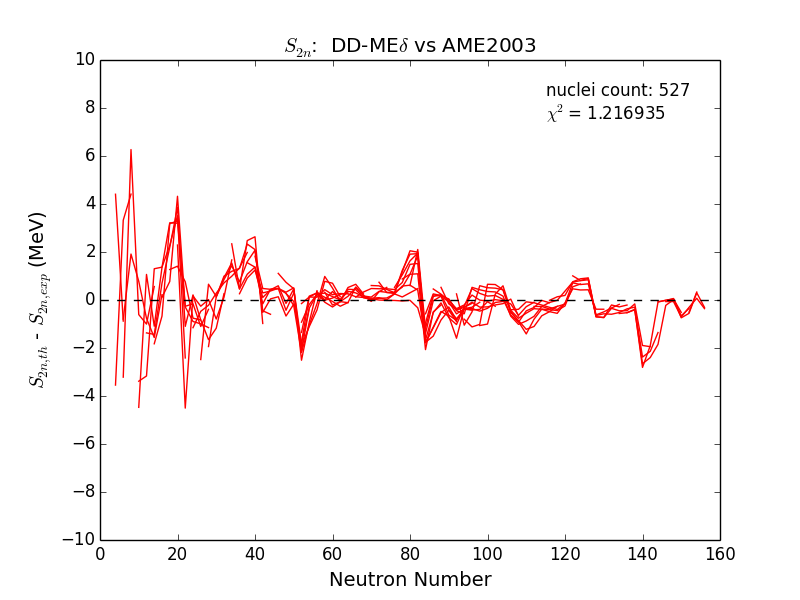 S2n: DD-MEδ vs AME2003
nuclei count: 527
χ² = 1.216935
10
8
6
4
2
0
−2
−4
−6
−8
−10
S2n,th - S2n,exp (MeV)
0 20 40 60 80 100 120 140 160
Neutron Number